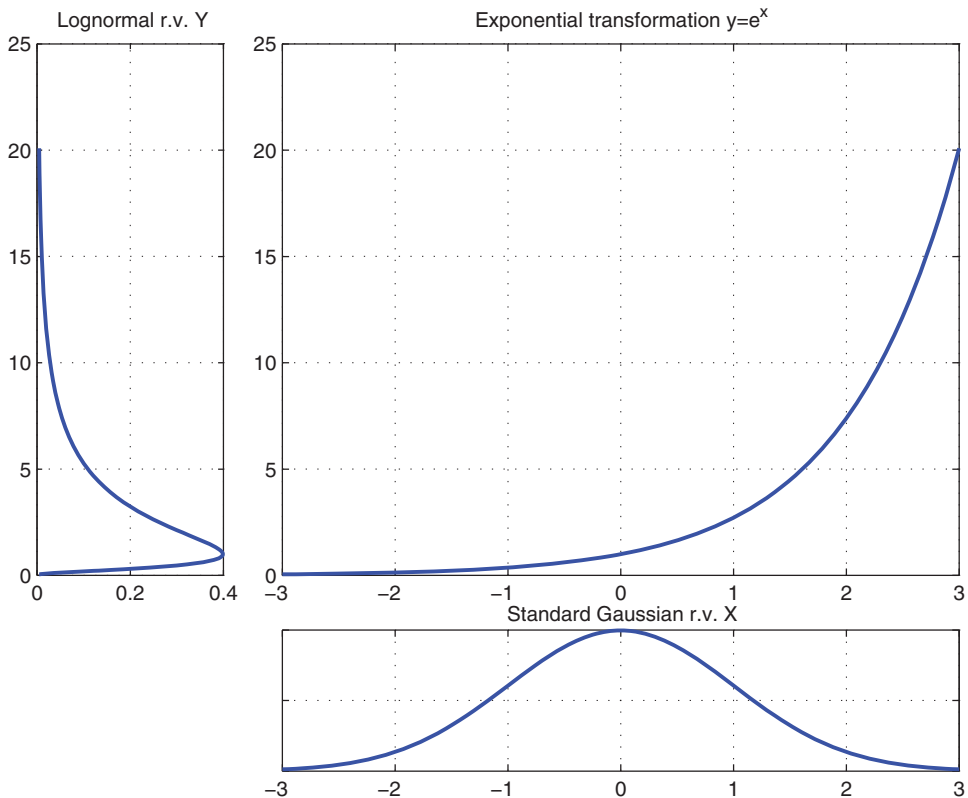 Lognormal r.v. Y
Exponential transformation y=e^x
25
20
15
10
5
0
0 0.2 0.4
25
20
15
10
5
0
−3 −2 −1 0 1 2 3
Standard Gaussian r.v. X
−3 −2 −1 0 1 2 3